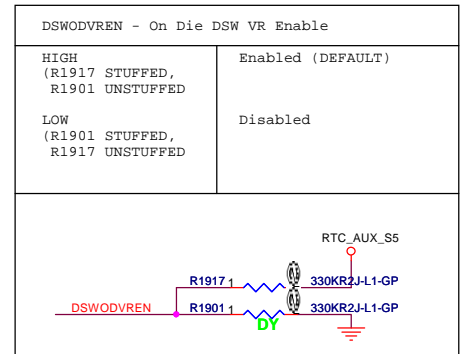 DSWODVREN - On Die DSW VR Enable
HIGH
(R1917 STUFFED,
R1901 UNSTUFFED
Enabled (DEFAULT)
LOW
(R1901 STUFFED,
R1917 UNSTUFFED
Disabled
RTC_AUX_S5
R1917 1 330KR2J-L1-GP
DSWODVREN R1901 1 330KR2J-L1-GP
DY